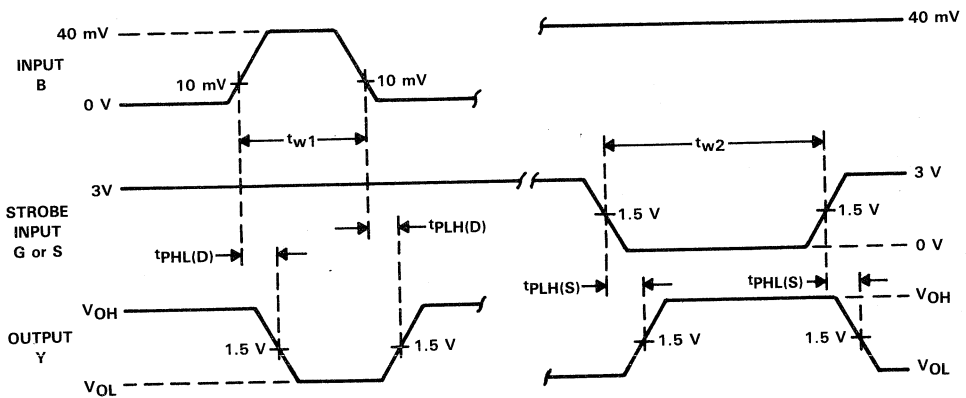 40 mV
40 mV
INPUT
B
10 mV
10 mV
0 V
tw1
tw2
3V
3 V
STROBE
INPUT
G or S
1.5 V
1.5 V
tPLH(D)
tPHL(D)
0 V
tPLH(S)
tPHL(S)
VOH
VOH
OUTPUT
Y
1.5 V
1.5 V
1.5 V
1.5 V
VOL
VOL